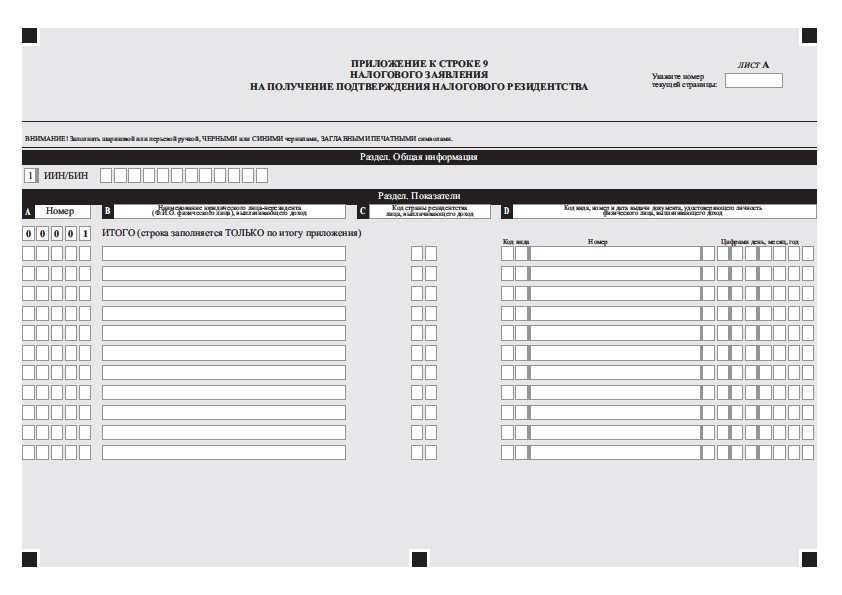 ПРИЛОЖЕНИЕ К СТРОКЕ 9
НАЛОГОВОГО ЗАЯВЛЕНИЯ
НА ПОЛУЧЕНИЕ ПОДТВЕРЖДЕНИЯ НАЛОГОВОГО РЕЗИДЕНТСТВА
ЛИСТ А
Укажите номер
текущей страницы:
ВНИМАНИЕ! Заполнять шариковой или перьевой ручкой, ЧЕРНЫМИ или СИНИМИ чернилами, ЗАГЛАВНЫМИ ПЕЧАТНЫМИ символами.
Раздел. Общая информация
1 ИИН/БИН
Раздел. Показатели
A Номер
B Наименование юридического лица-нерезидента
(Ф.И.О. физического лица), выплачивающего доход
C Код страны резидентства
лица, выплачивающего доход
D Код вида, номер и дата выдачи документа, удостоверяющего личность
физического лица, выплачивающего доход
0 0 0 0 1 ИТОГО (строка заполняется ТОЛЬКО по итогу приложения)
Код вида Номер Цифрами день, месяц, год